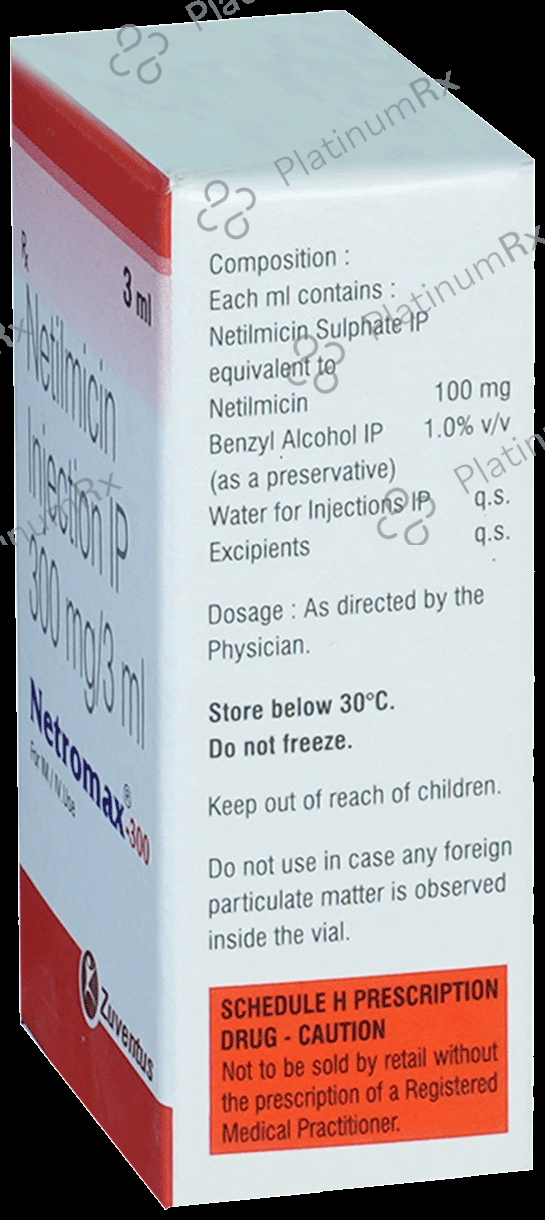 Rx
3 ml
Netilmicin
Injection IP
300 mg/3 ml
Netromax®-300
For IM / IV Use
Zuventus
Composition :
Each ml contains :
Netilmicin Sulphate IP
equivalent to
Netilmicin 100 mg
Benzyl Alcohol IP 1.0% v/v
(as a preservative)
Water for Injections IP q.s.
Excipients q.s.
Dosage : As directed by the
Physician.
Store below 30°C.
Do not freeze.
Keep out of reach of children.
Do not use in case any foreign
particulate matter is observed
inside the vial.
SCHEDULE H PRESCRIPTION
DRUG - CAUTION
Not to be sold by retail without
the prescription of a Registered
Medical Practitioner.
PlatinumRx
PlatinumRx